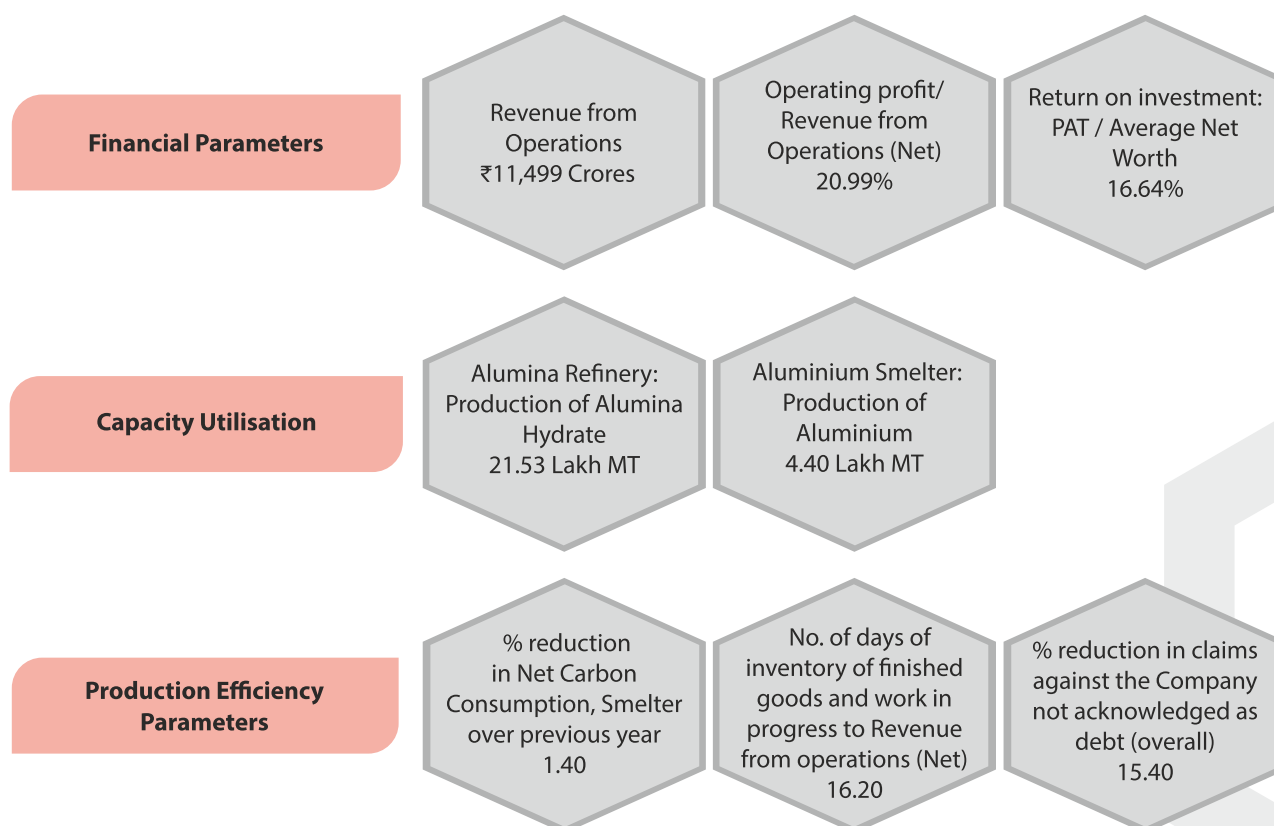 Financial Parameters
Revenue from
Operations
₹11,499 Crores
Operating profit/
Revenue from
Operations (Net)
20.99%
Return on investment:
PAT / Average Net
Worth
16.64%
Capacity Utilisation
Alumina Refinery:
Production of Alumina
Hydrate
21.53 Lakh MT
Aluminium Smelter:
Production of
Aluminium
4.40 Lakh MT
Production Efficiency
Parameters
% reduction
in Net Carbon
Consumption, Smelter
over previous year
1.40
No. of days of
inventory of finished
goods and work in
progress to Revenue
from operations (Net)
16.20
% reduction in claims
against the Company
not acknowledged as
debt (overall)
15.40